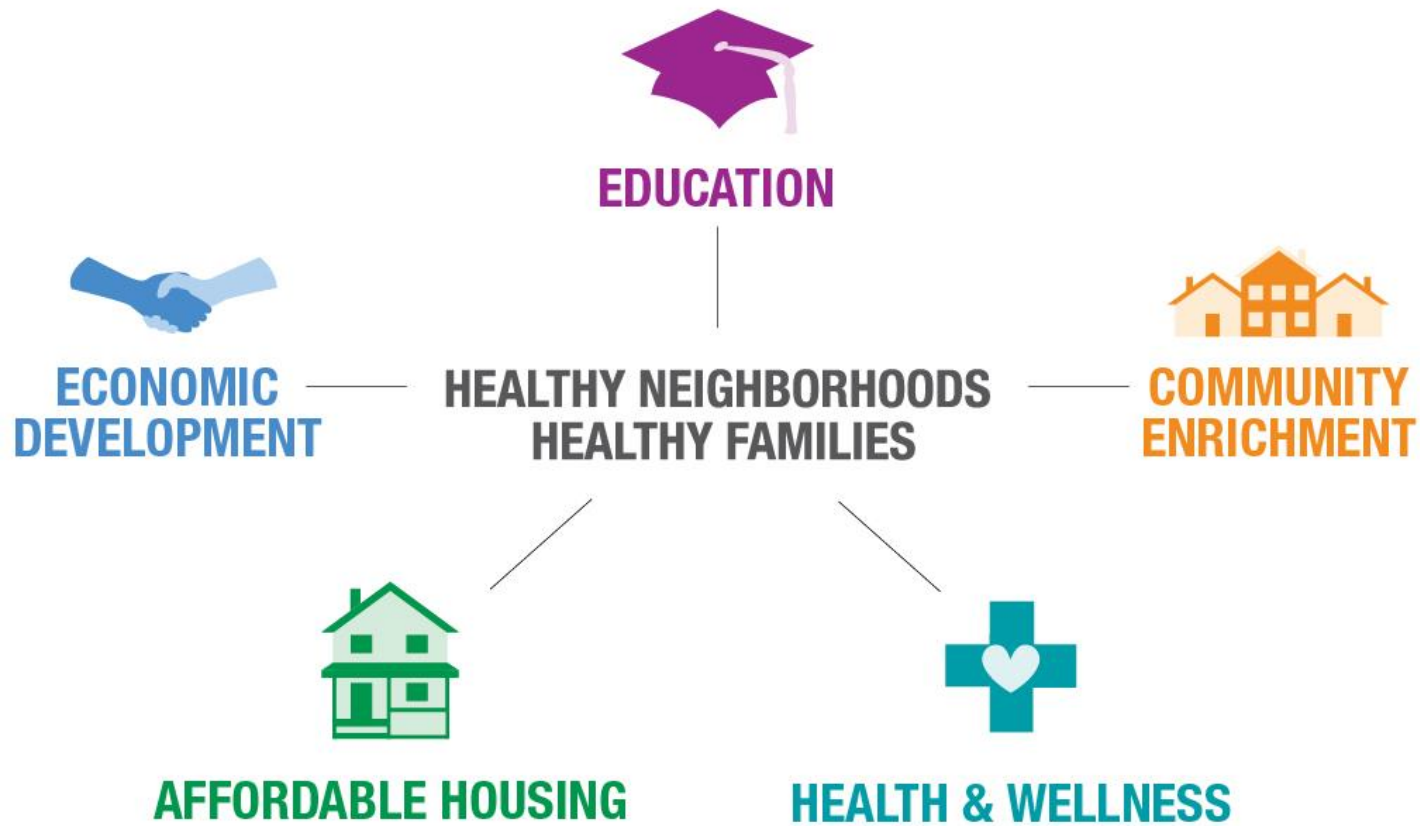 EDUCATION
ECONOMIC
DEVELOPMENT
HEALTHY NEIGHBORHOODS
HEALTHY FAMILIES
COMMUNITY
ENRICHMENT
AFFORDABLE HOUSING
HEALTH & WELLNESS